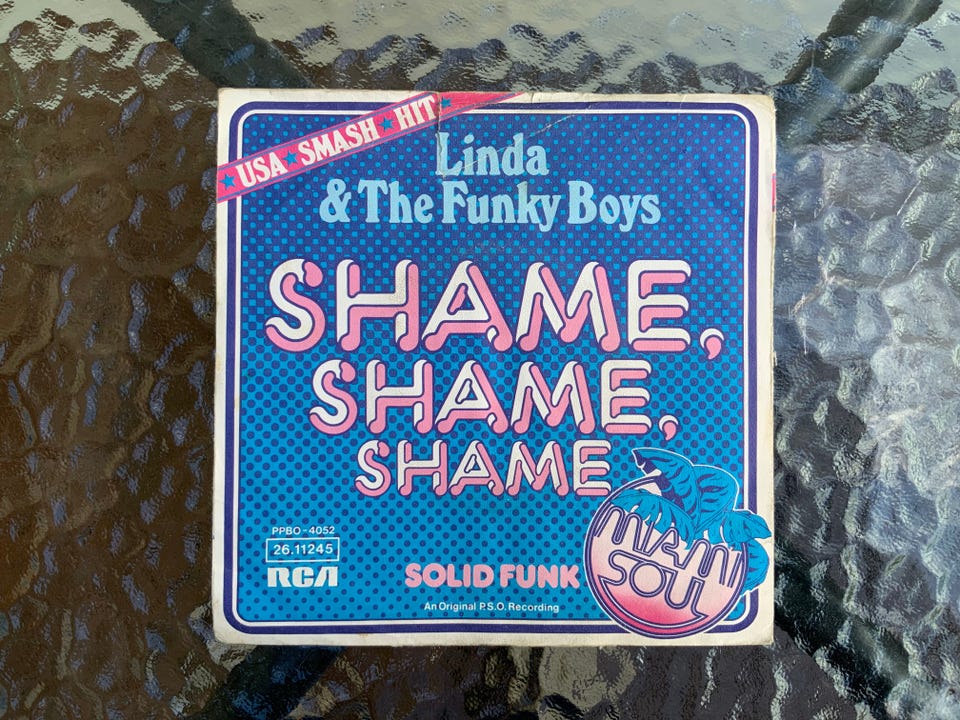 USA ★ SMASH ★ HIT
Linda
& The Funky Boys
SHAME,
SHAME,
SHAME
PPBO-4052
26.11245
RCA
SOLID FUNK
MIAMI
SOUL
An Original P.S.O. Recording